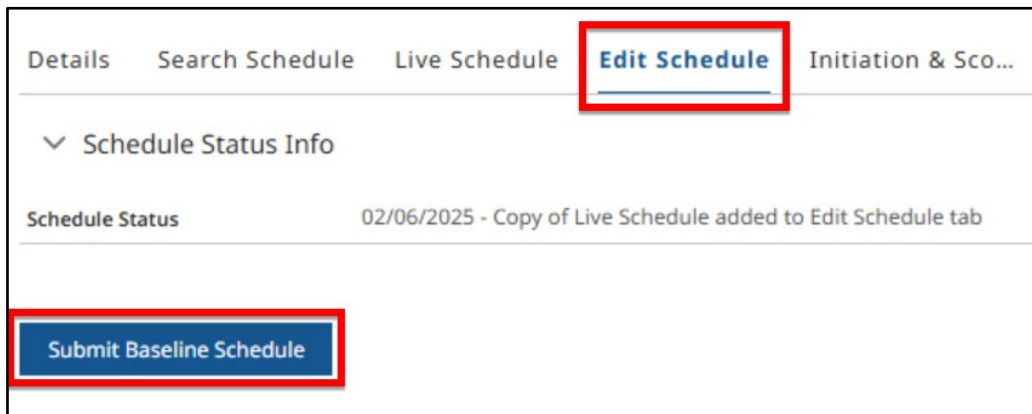 Details Search Schedule Live Schedule Edit Schedule Initiation & Sco...
Schedule Status Info
Schedule Status 02/06/2025 - Copy of Live Schedule added to Edit Schedule tab
Submit Baseline Schedule